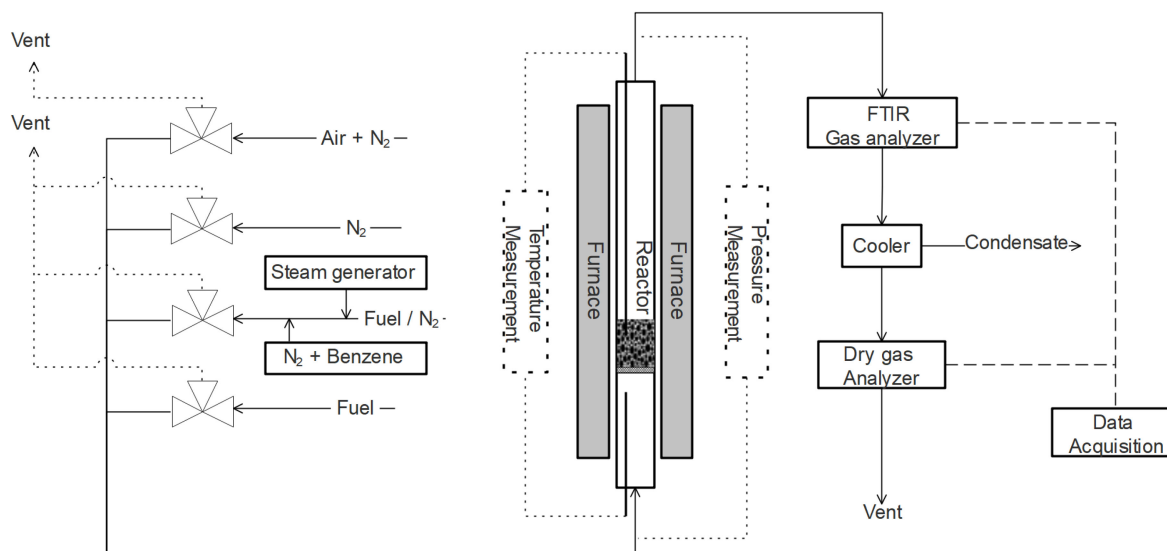 Vent
Vent
Air + N₂
N₂
Steam generator
Fuel / N₂
N₂ + Benzene
Fuel
Temperature
Measurement
Furnace
Reactor
Furnace
Pressure
Measurement
FTIR
Gas analyzer
Cooler
Condensate
Dry gas
Analyzer
Data
Acquisition
Vent